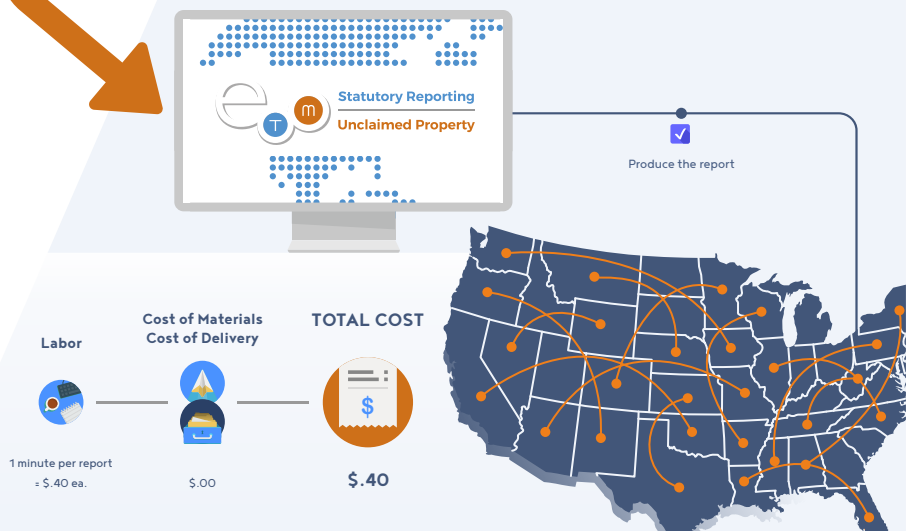 e T m
Statutory Reporting
Unclaimed Property
Produce the report
Labor
Cost of Materials
Cost of Delivery
TOTAL COST
$
1 minute per report
= $.40 ea.
$.00
$.40